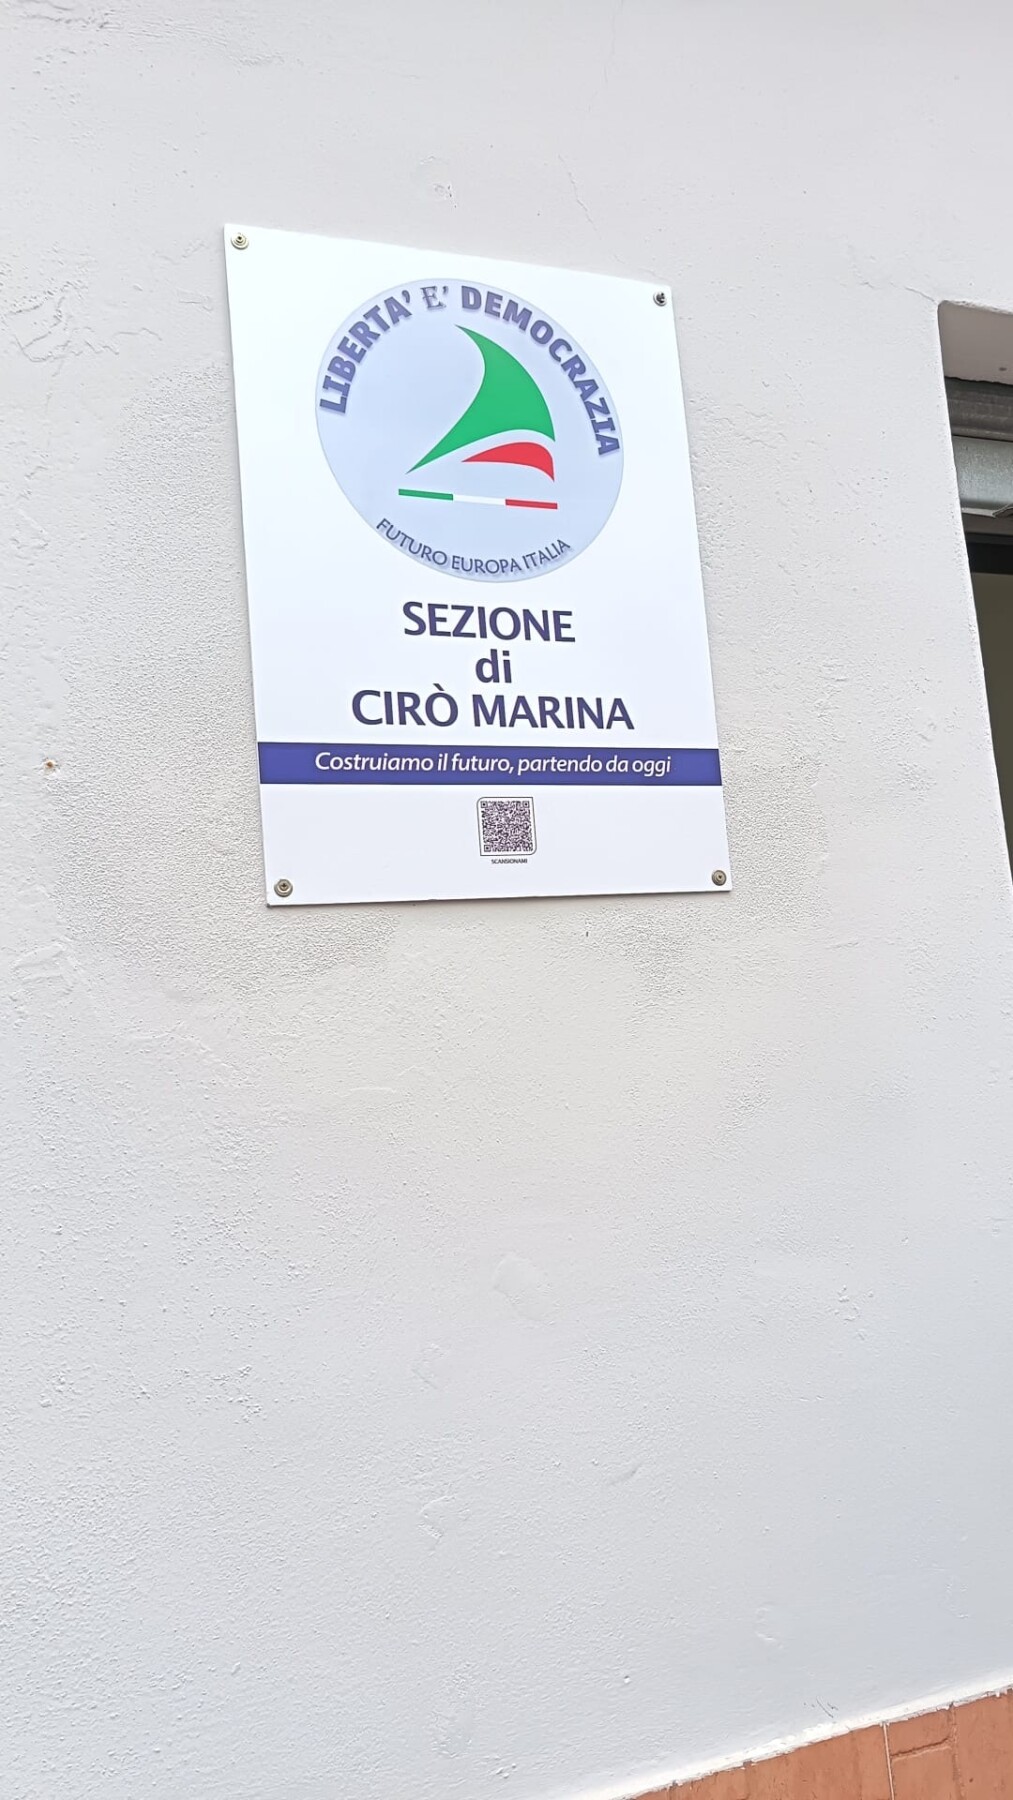 LIBERTA' E' DEMOCRAZIA
FUTURO EUROPA ITALIA
SEZIONE
di
CIRÒ MARINA
Costruiamo il futuro, partendo da oggi
SCANSIONAMI